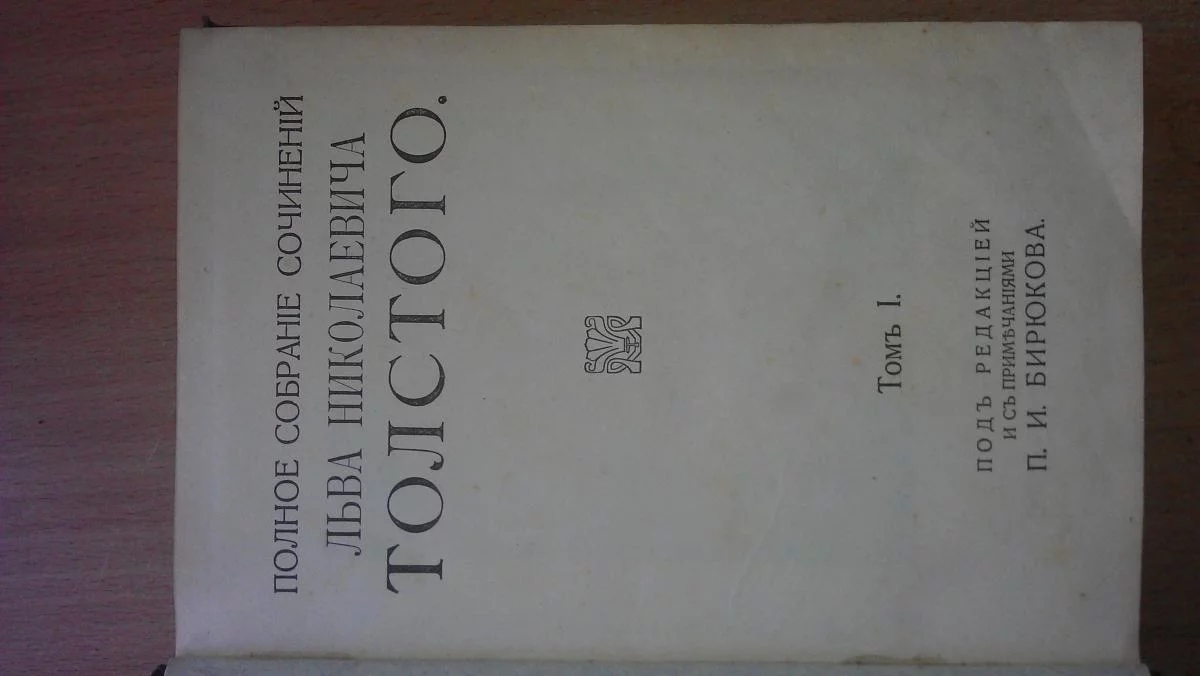 ПОЛНОЕ СОБРАНІЕ СОЧИНЕНІЙ
ЛЬВА НИКОЛАЕВИЧА
ТОЛСТОГО.
Томъ I.
ПОДЪ РЕДАКЦІЕЙ
И СЪ ПРИМѢЧАНІЯМИ
П. И. БИРЮКОВА.